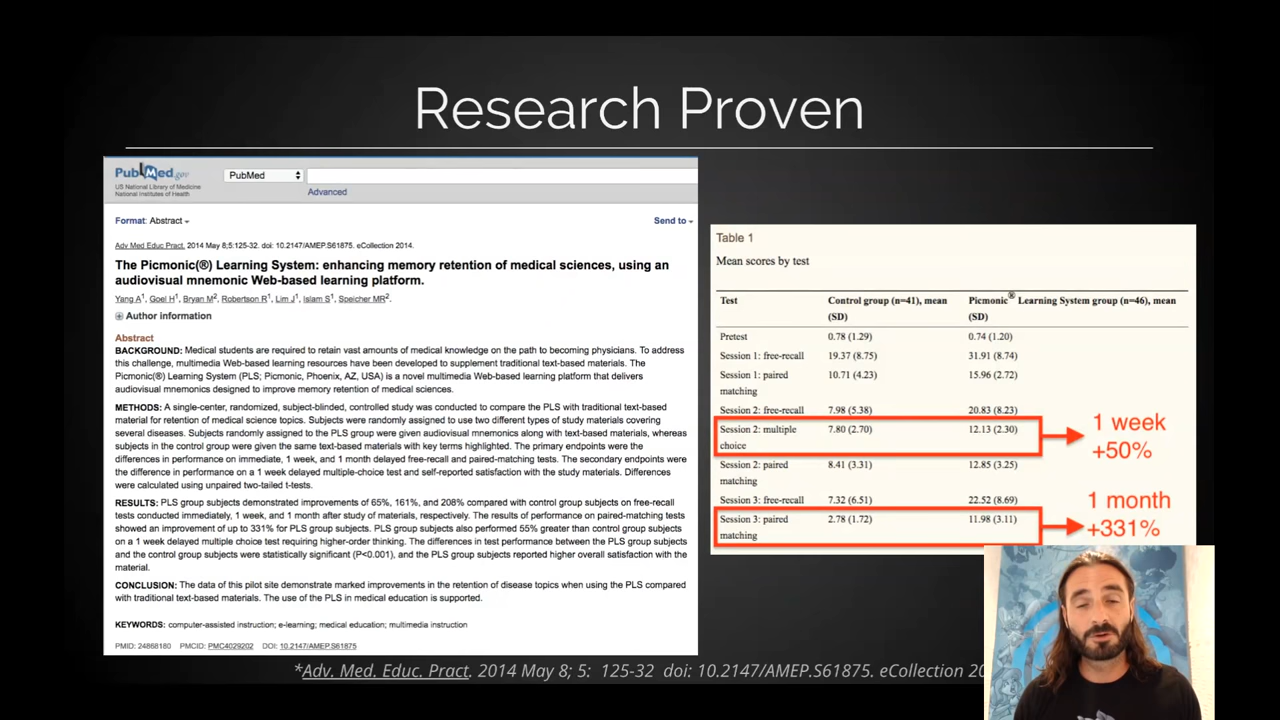 Research Proven
PubMed.gov
US National Library of Medicine
National Institutes of Health
PubMed
Advanced
Format: Abstract
Send to
Adv Med Educ Pract. 2014 May 8;5:125-32. doi: 10.2147/AMEP.S61875. eCollection 2014.
The Picmonic(®) Learning System: enhancing memory retention of medical sciences, using an
audiovisual mnemonic Web-based learning platform.
Yang A1, Goel H1, Bryan M2, Robertson R1, Lim J1, Islam S1, Speicher MR2.
Author information
Abstract
BACKGROUND: Medical students are required to retain vast amounts of medical knowledge on the path to becoming physicians. To address
this challenge, multimedia Web-based learning resources have been developed to supplement traditional text-based materials. The
Picmonic(®) Learning System (PLS; Picmonic, Phoenix, AZ, USA) is a novel multimedia Web-based learning platform that delivers
audiovisual mnemonics designed to improve memory retention of medical sciences.
METHODS: A single-center, randomized, subject-blinded, controlled study was conducted to compare the PLS with traditional text-based
material for retention of medical science topics. Subjects were randomly assigned to use two different types of study materials covering
several diseases. Subjects randomly assigned to the PLS group were given audiovisual mnemonics along with text-based materials, whereas
subjects in the control group were given the same text-based materials with key terms highlighted. The primary endpoints were the
differences in performance on immediate, 1 week, and 1 month delayed free-recall and paired-matching tests. The secondary endpoints were
the difference in performance on a 1 week delayed multiple-choice test and self-reported satisfaction with the study materials. Differences
were calculated using unpaired two-tailed t-tests.
RESULTS: PLS group subjects demonstrated improvements of 65%, 161%, and 208% compared with control group subjects on free-recall
tests conducted immediately, 1 week, and 1 month after study of materials, respectively. The results of performance on paired-matching tests
showed an improvement of up to 331% for PLS group subjects. PLS group subjects also performed 55% greater than control group subjects
on a 1 week delayed multiple choice test requiring higher-order thinking. The differences in test performance between the PLS group subjects
and the control group subjects were statistically significant (P<0.001), and the PLS group subjects reported higher overall satisfaction with the
material.
CONCLUSION: The data of this pilot site demonstrate marked improvements in the retention of disease topics when using the PLS compared
with traditional text-based materials. The use of the PLS in medical education is supported.
KEYWORDS: computer-assisted instruction; e-learning; medical education; multimedia instruction
PMID: 24868180 PMCID: PMC4029202 DOI: 10.2147/AMEP.S61875
Table 1
Mean scores by test
Test Control group (n=41), mean (SD) Picmonic® Learning System group (n=46), mean (SD)
Pretest 0.78 (1.29) 0.74 (1.20)
Session 1: free-recall 19.37 (8.75) 31.91 (8.74)
Session 1: paired matching 10.71 (4.23) 15.96 (2.72)
Session 2: free-recall 7.98 (5.38) 20.83 (8.23)
Session 2: multiple choice 7.80 (2.70) 12.13 (2.30)
Session 2: paired matching 8.41 (3.31) 12.85 (3.25)
Session 3: free-recall 7.32 (6.51) 22.52 (8.69)
Session 3: paired matching 2.78 (1.72) 11.98 (3.11)
1 week
+50%
1 month
+331%
*Adv. Med. Educ. Pract. 2014 May 8; 5: 125-32 doi: 10.2147/AMEP.S61875. eCollection